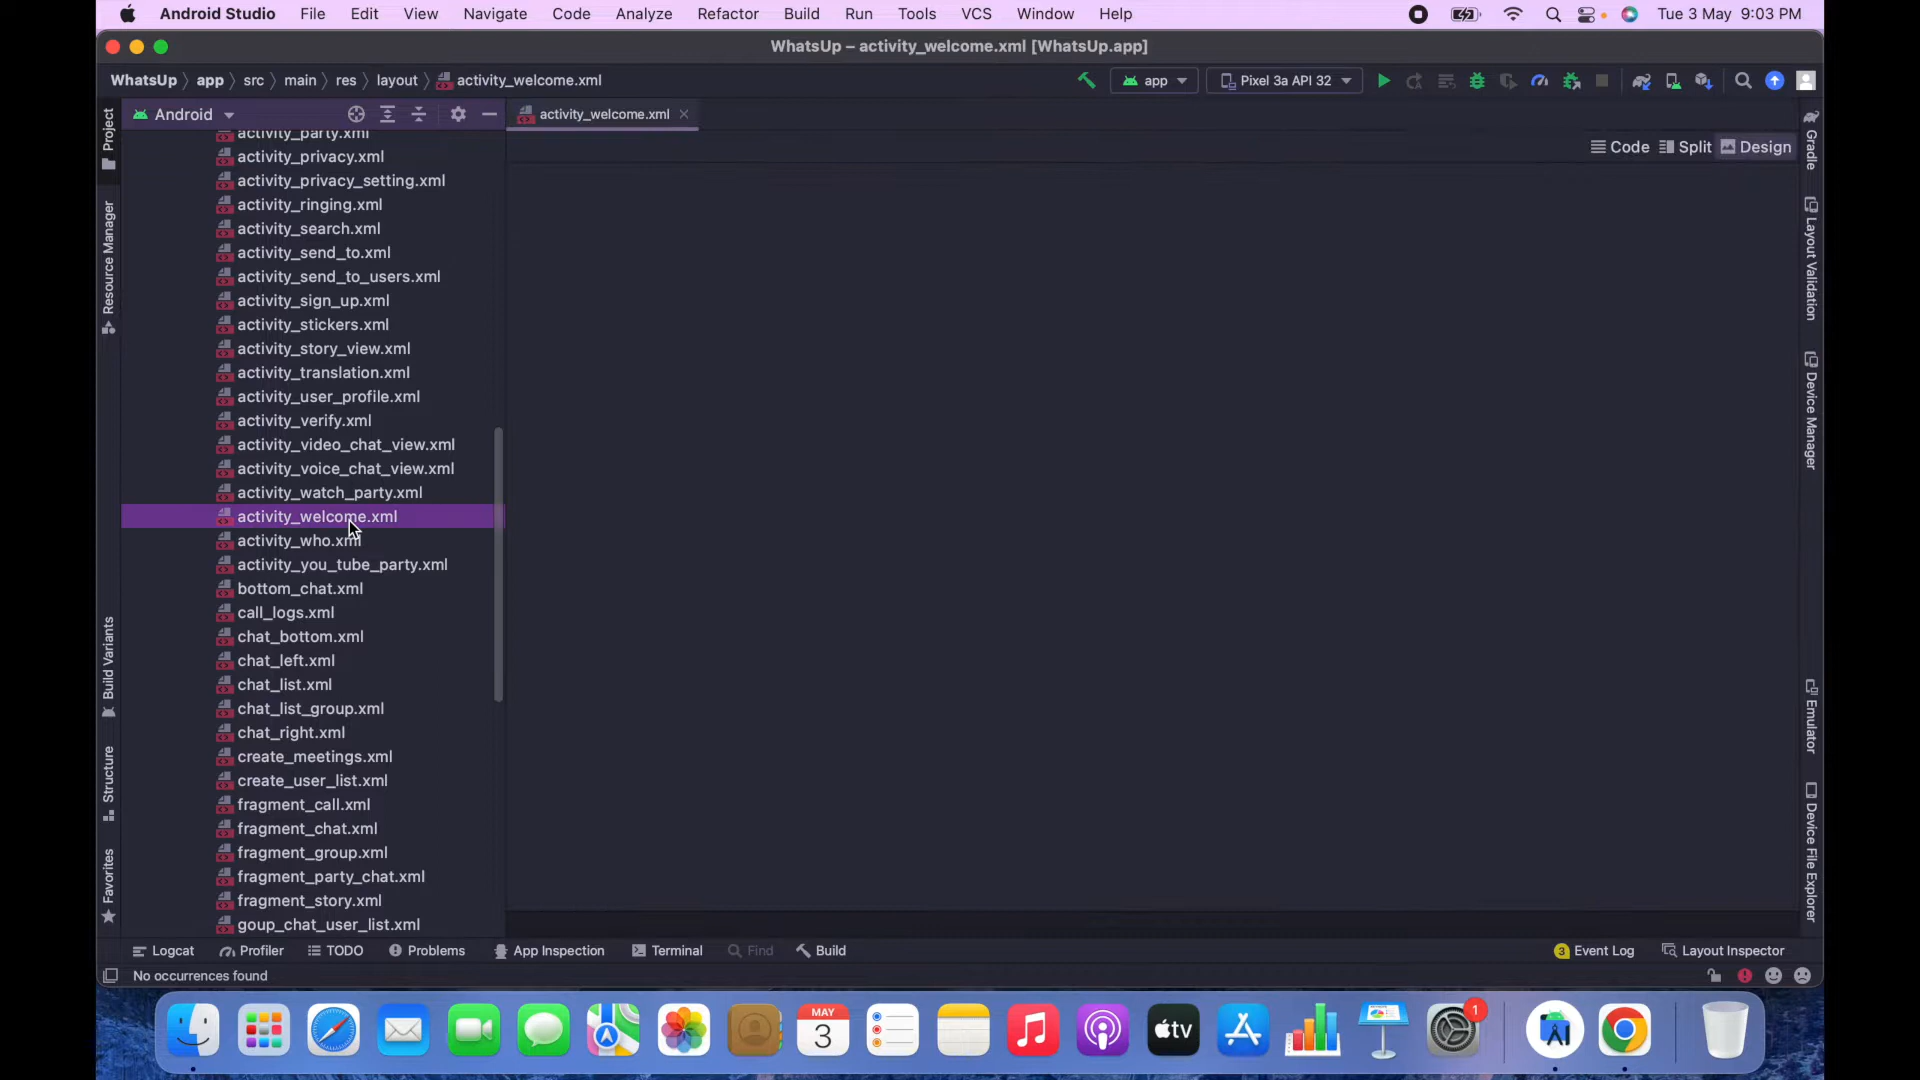 Android Studio File Edit View Navigate Code Analyze Refactor Build Run Tools VCS Window Help Tue 3 May 9:03 PM
WhatsUp – activity_welcome.xml [WhatsUp.app]
WhatsUp app src main res layout activity_welcome.xml app Pixel 3a API 32
Android activity_welcome.xml
Code Split Design
activity_party.xml
activity_privacy.xml
activity_privacy_setting.xml
activity_ringing.xml
activity_search.xml
activity_send_to.xml
activity_send_to_users.xml
activity_sign_up.xml
activity_stickers.xml
activity_story_view.xml
activity_translation.xml
activity_user_profile.xml
activity_verify.xml
activity_video_chat_view.xml
activity_voice_chat_view.xml
activity_watch_party.xml
activity_welcome.xml
activity_who.xml
activity_you_tube_party.xml
bottom_chat.xml
call_logs.xml
chat_bottom.xml
chat_left.xml
chat_list.xml
chat_list_group.xml
chat_right.xml
create_meetings.xml
create_user_list.xml
fragment_call.xml
fragment_chat.xml
fragment_group.xml
fragment_party_chat.xml
fragment_story.xml
goup_chat_user_list.xml
Project
Resource Manager
Build Variants
Structure
Favorites
Gradle
Layout Validation
Device Manager
Emulator
Device File Explorer
Logcat Profiler TODO Problems App Inspection Terminal Find Build 3 Event Log Layout Inspector
No occurrences found
MAY
3
tv
1